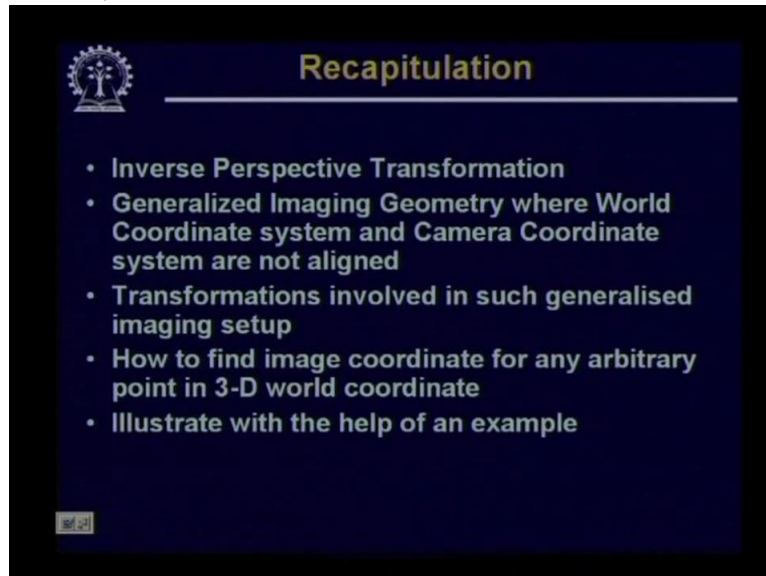 Recapitulation
• Inverse Perspective Transformation
• Generalized Imaging Geometry where World
Coordinate system and Camera Coordinate
system are not aligned
• Transformations involved in such generalised
imaging setup
• How to find image coordinate for any arbitrary
point in 3-D world coordinate
• Illustrate with the help of an example